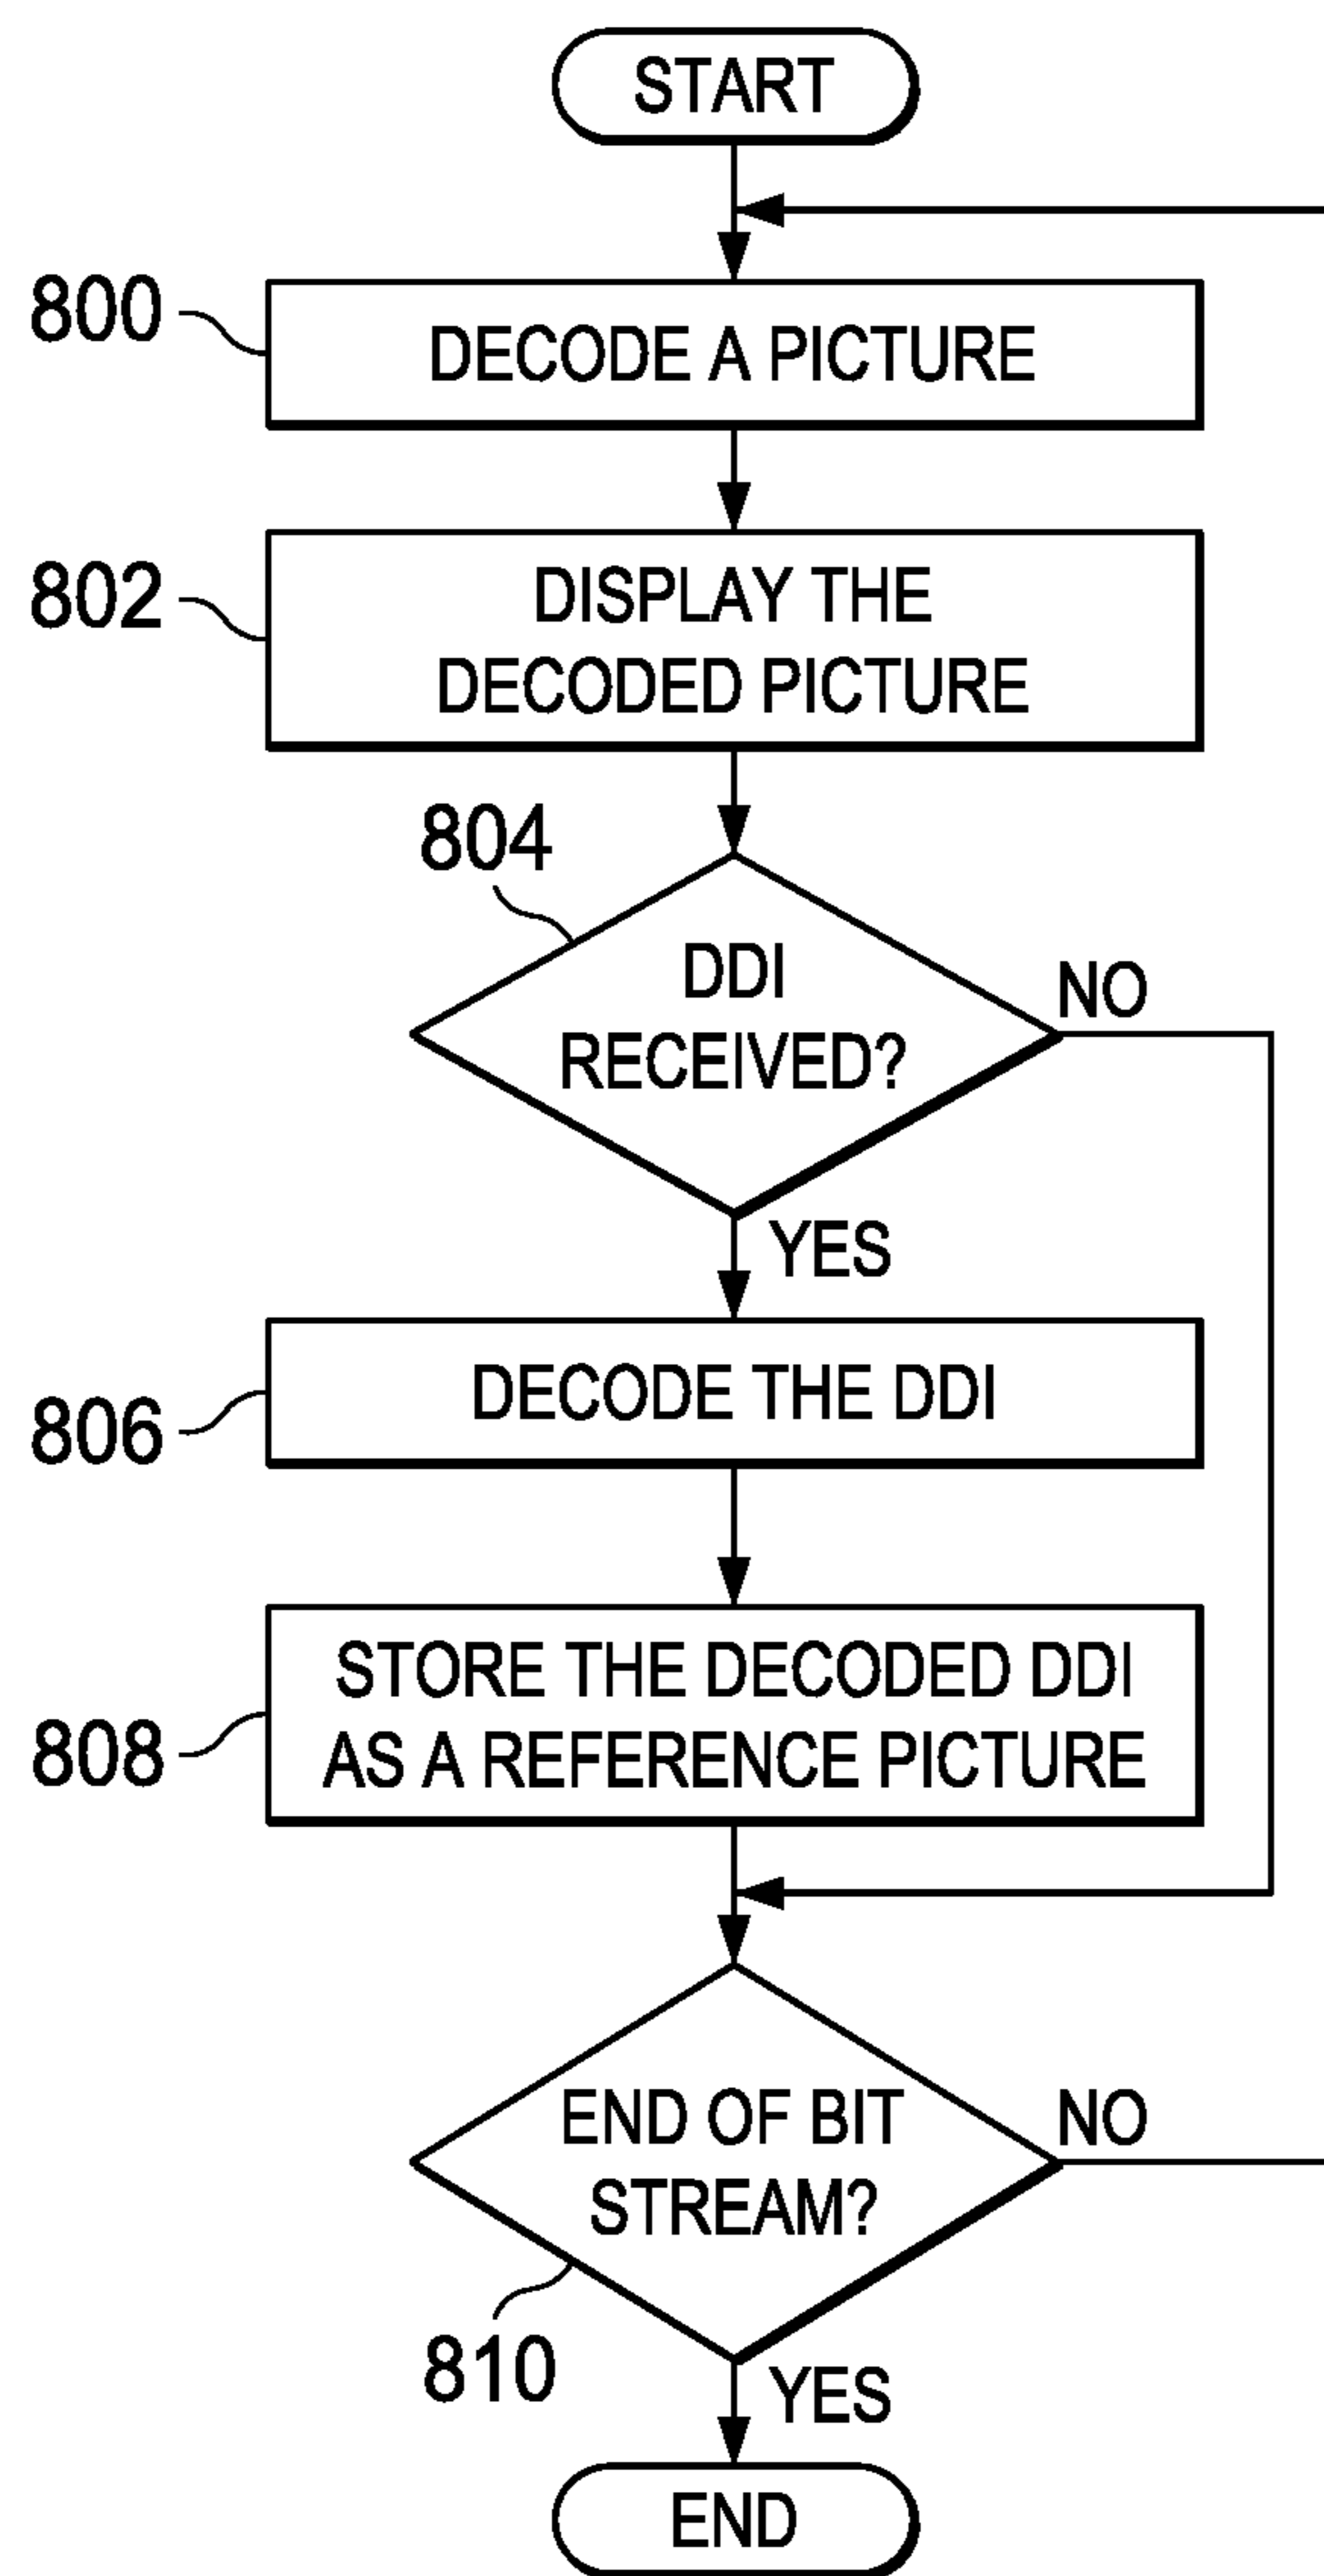 START
800
DECODE A PICTURE
802
DISPLAY THE
DECODED PICTURE
804
DDI
RECEIVED?
NO
YES
806
DECODE THE DDI
808
STORE THE DECODED DDI
AS A REFERENCE PICTURE
END OF BIT
STREAM?
NO
810
YES
END